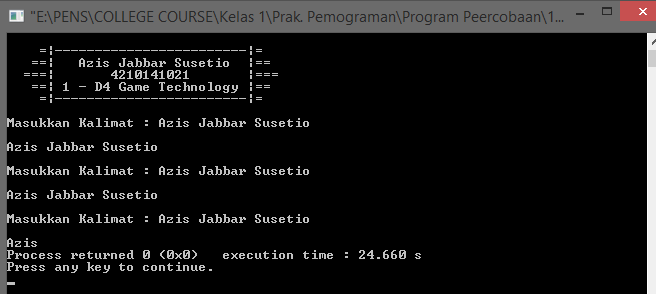 "E:\PENS\COLLEGE COURSE\Kelas 1\Prak. Pemograman\Program Peercobaan\1...
=¦------------------------¦=
==¦   Azis Jabbar Susetio  ¦==
===¦       4210141021       ¦===
==¦ 1 - D4 Game Technology ¦==
=¦------------------------¦=
Masukkan Kalimat : Azis Jabbar Susetio
Azis Jabbar Susetio
Masukkan Kalimat : Azis Jabbar Susetio
Azis Jabbar Susetio
Masukkan Kalimat : Azis Jabbar Susetio
Azis
Process returned 0 (0x0)   execution time : 24.660 s
Press any key to continue.